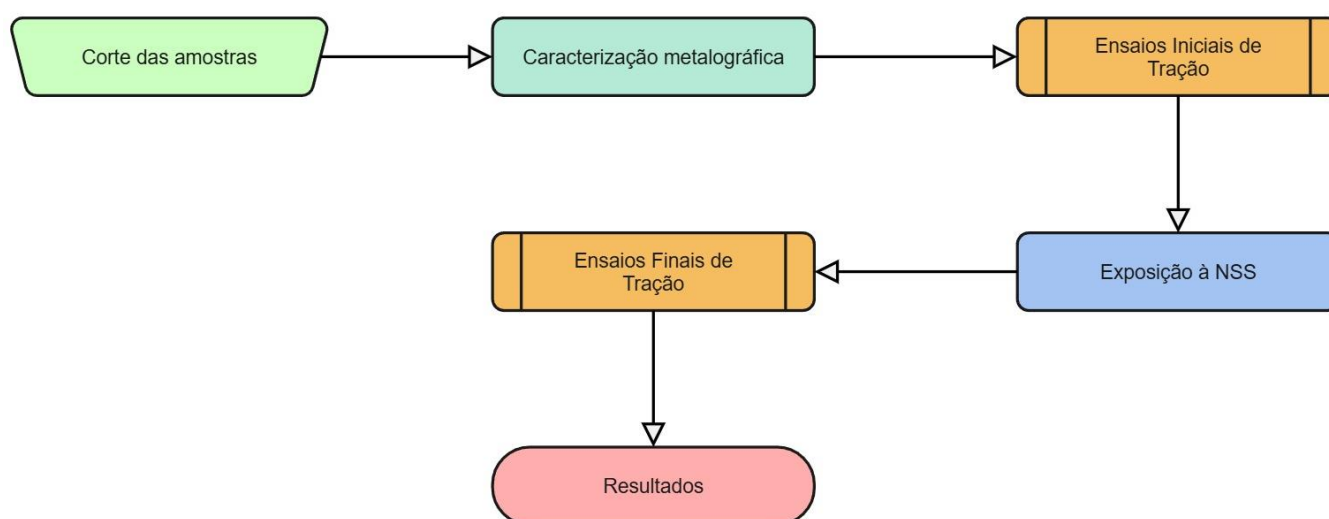 Corte das amostras
Caracterização metalográfica
Ensaios Iniciais de
Tração
Exposição à NSS
Ensaios Finais de
Tração
Resultados